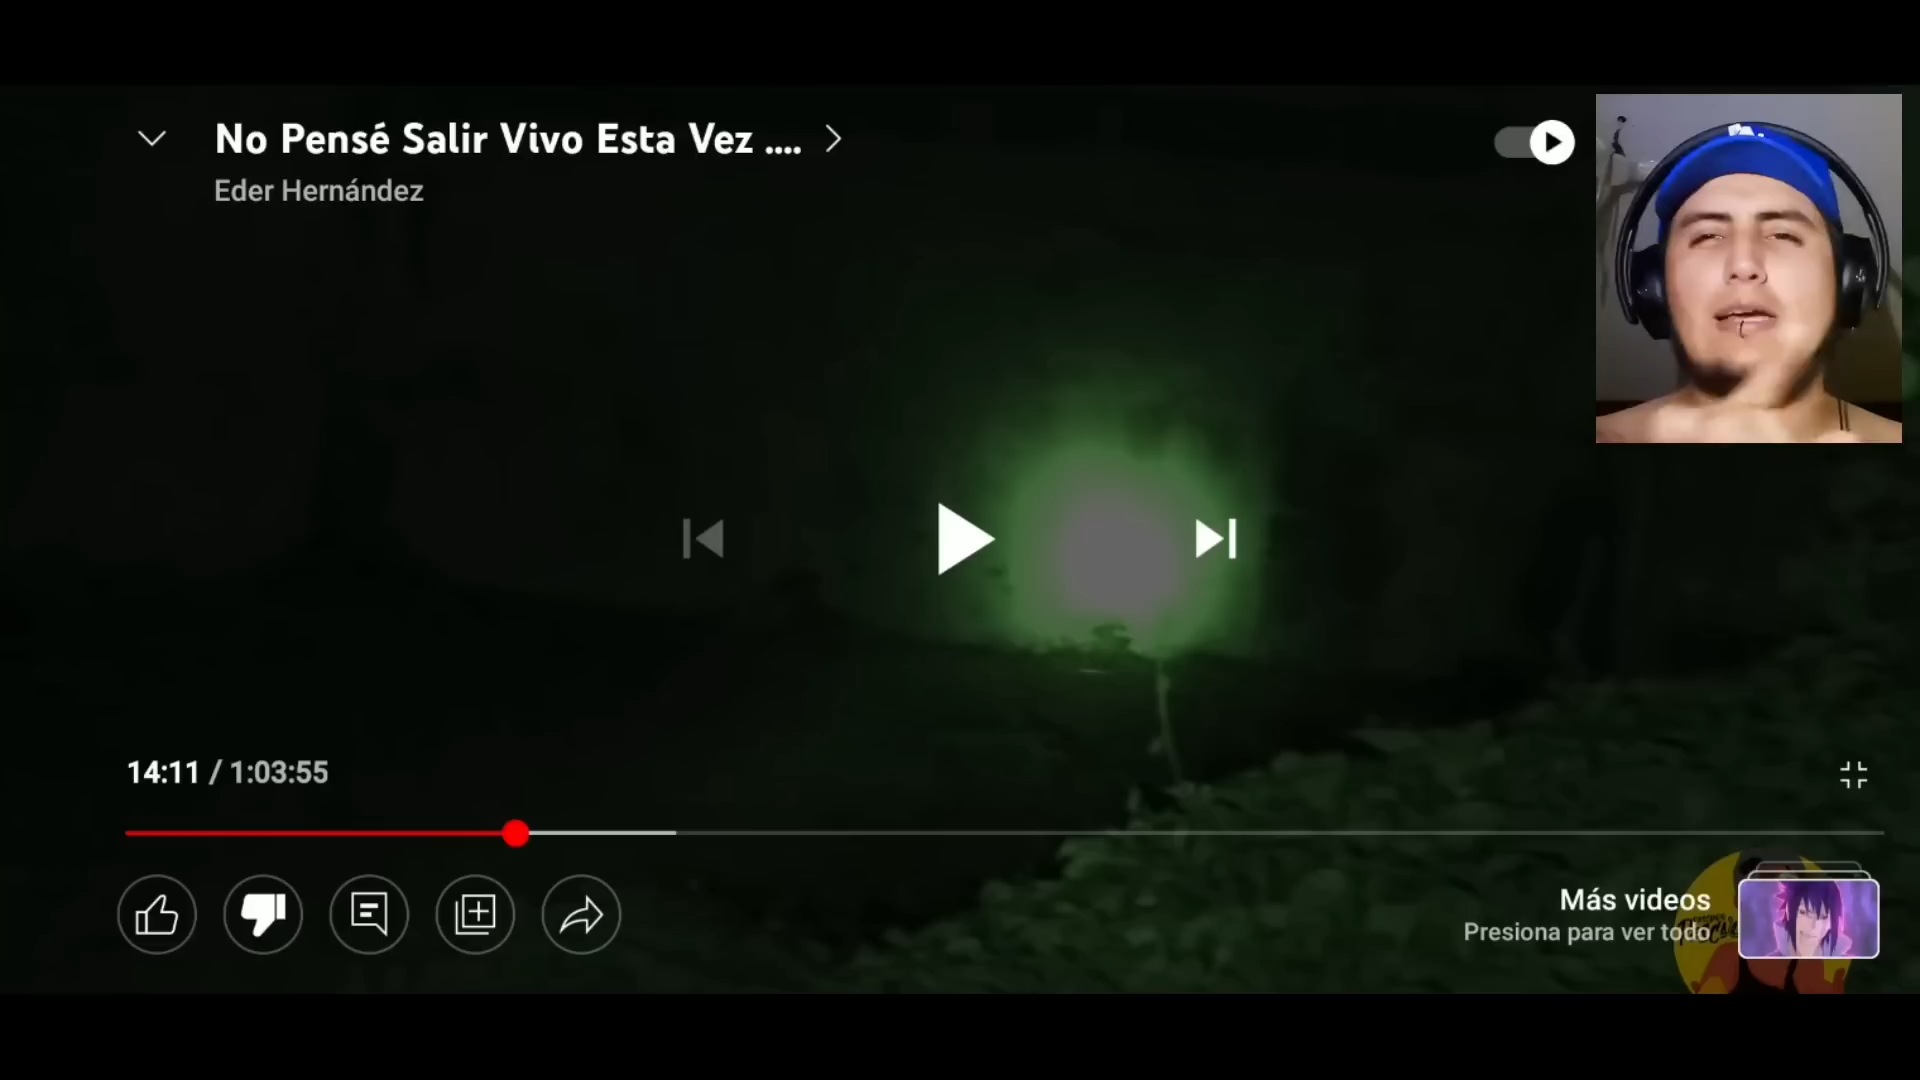 No Pensé Salir Vivo Esta Vez ....
Eder Hernández
14:11 / 1:03:55
Más videos
Presiona para ver todo